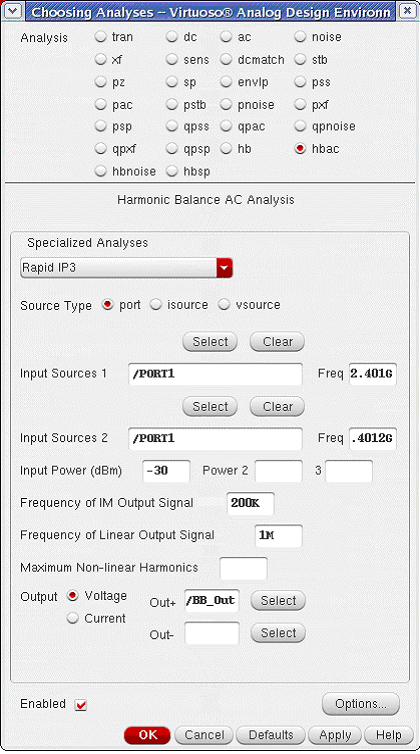 Choosing Analyses – Virtuoso® Analog Design Environn
Analysis tran dc ac noise
xf sens dcmatch stb
pz sp envlp pss
pac pstb pnoise pxf
psp qpss qpac qpnoise
qpxf qpsp hb hbac
hbnoise hbsp
Harmonic Balance AC Analysis
Specialized Analyses
Rapid IP3
Source Type port isource vsource
Select Clear
Input Sources 1 /PORT1 Freq 2.401G
Select Clear
Input Sources 2 /PORT1 Freq .4012G
Input Power (dBm) -30 Power 2 3
Frequency of IM Output Signal 200K
Frequency of Linear Output Signal 1M
Maximum Non-linear Harmonics
Output Voltage Out+ /BB_Out Select
Current
Out- Select
Enabled Options...
OK Cancel Defaults Apply Help